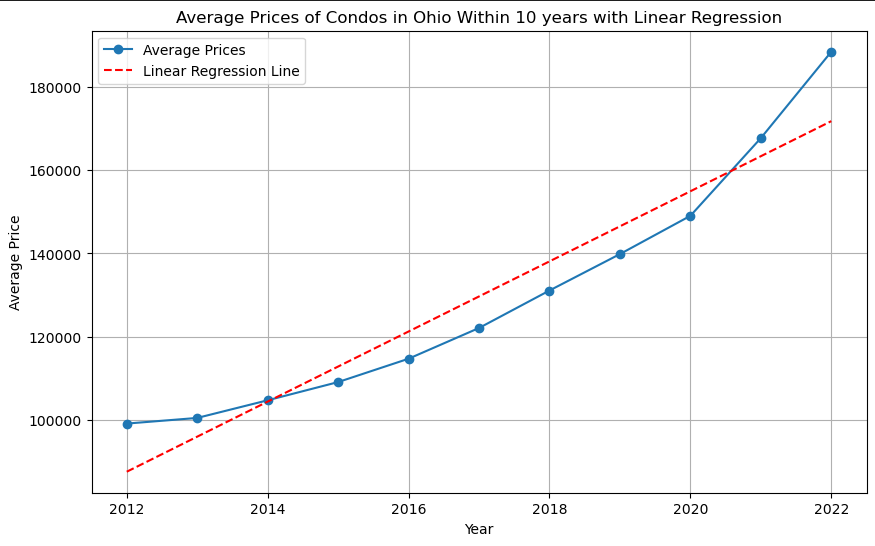 Average Prices of Condos in Ohio Within 10 years with Linear Regression
Average Prices
Linear Regression Line
180000
160000
140000
120000
100000
Average Price
2012 2014 2016 2018 2020 2022
Year